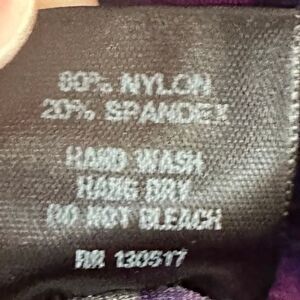 80% NYLON
20% SPANDEX
HAND WASH
HANG DRY
DO NOT BLEACH
RN 130517